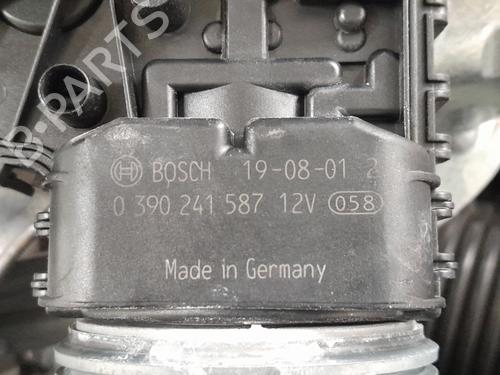 B-PARTS
BOSCH 19-08-01 2
0 390 241 587 12V 058
Made in Germany